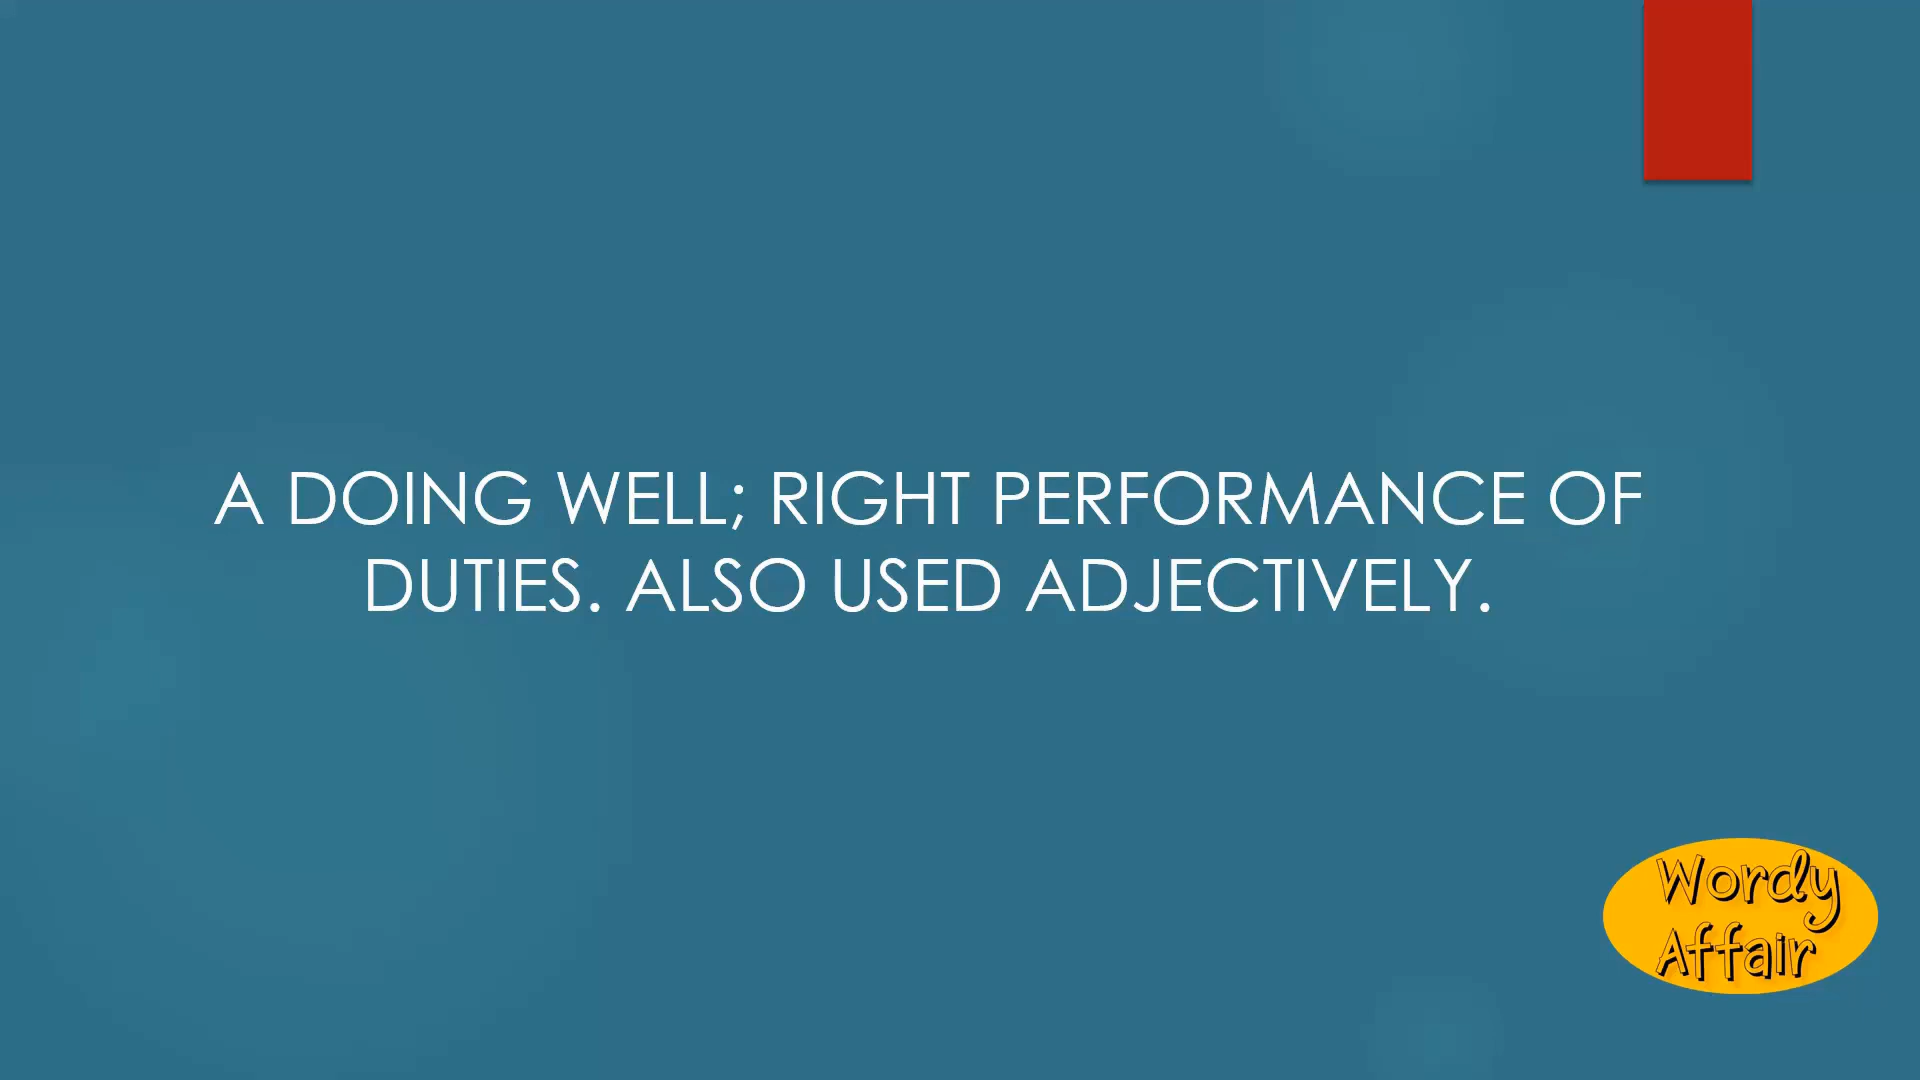 A DOING WELL; RIGHT PERFORMANCE OF
DUTIES. ALSO USED ADJECTIVELY.
Wordy
Affair